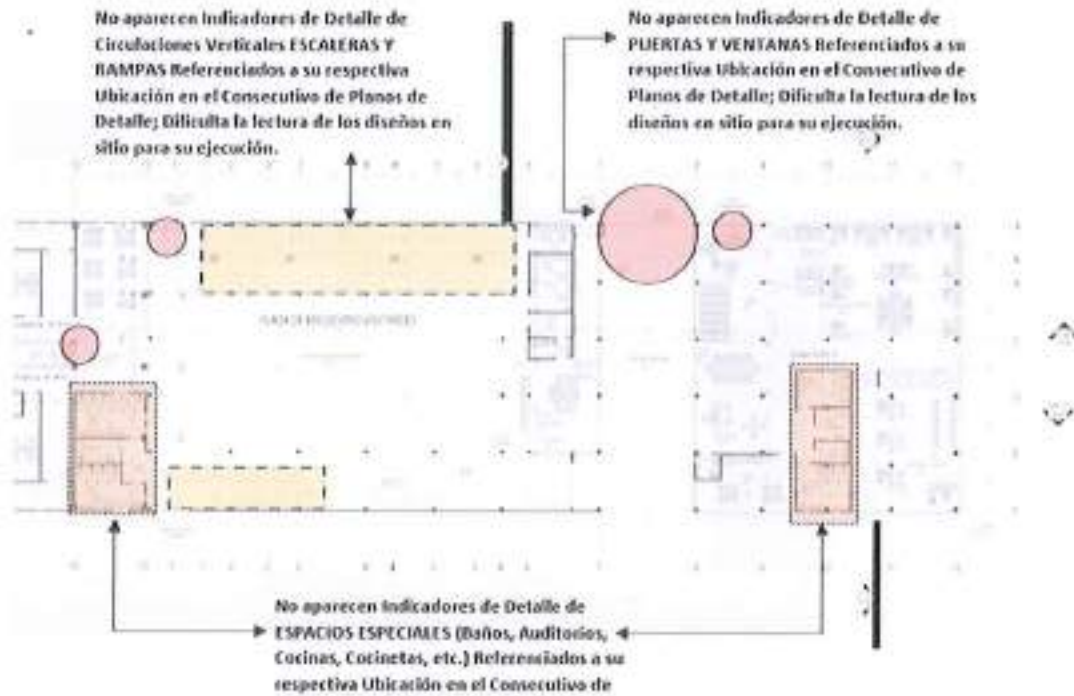 No aparecen Indicadores de Detalle de
Circulaciones Verticales ESCALERAS Y
RAMPAS Referenciados a su respectiva
Ubicación en el Consecutivo de Planos de
Detalle; Dificulta la lectura de los diseños en
sitio para su ejecución.
No aparecen Indicadores de Detalle de
PUERTAS Y VENTANAS Referenciados a su
respectiva Ubicación en el Consecutivo de
Planos de Detalle; Dificulta la lectura de los
diseños en sitio para su ejecución.
No aparecen Indicadores de Detalle de
ESPACIOS ESPECIALES (Baños, Auditorios,
Cocinas, Cocinetas, etc.) Referenciados a su
respectiva Ubicación en el Consecutivo de